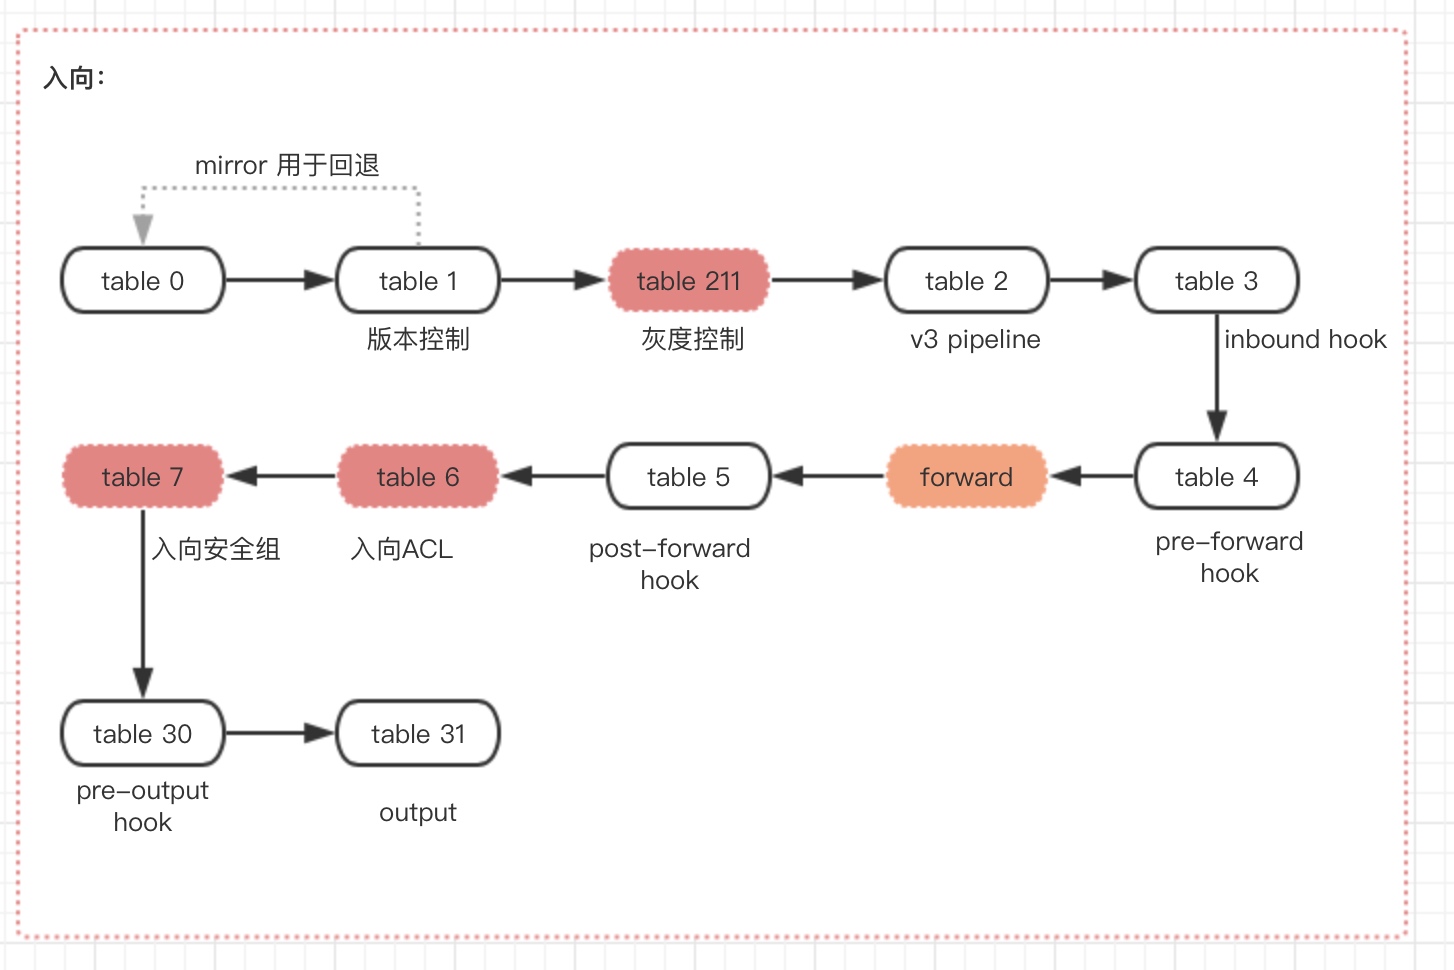 入向：
mirror 用于回退
table 0
table 1
table 211
table 2
table 3
版本控制
灰度控制
v3 pipeline
inbound hook
table 7
table 6
table 5
forward
table 4
入向安全组
入向ACL
post-forward
hook
pre-forward
hook
table 30
table 31
pre-output
hook
output